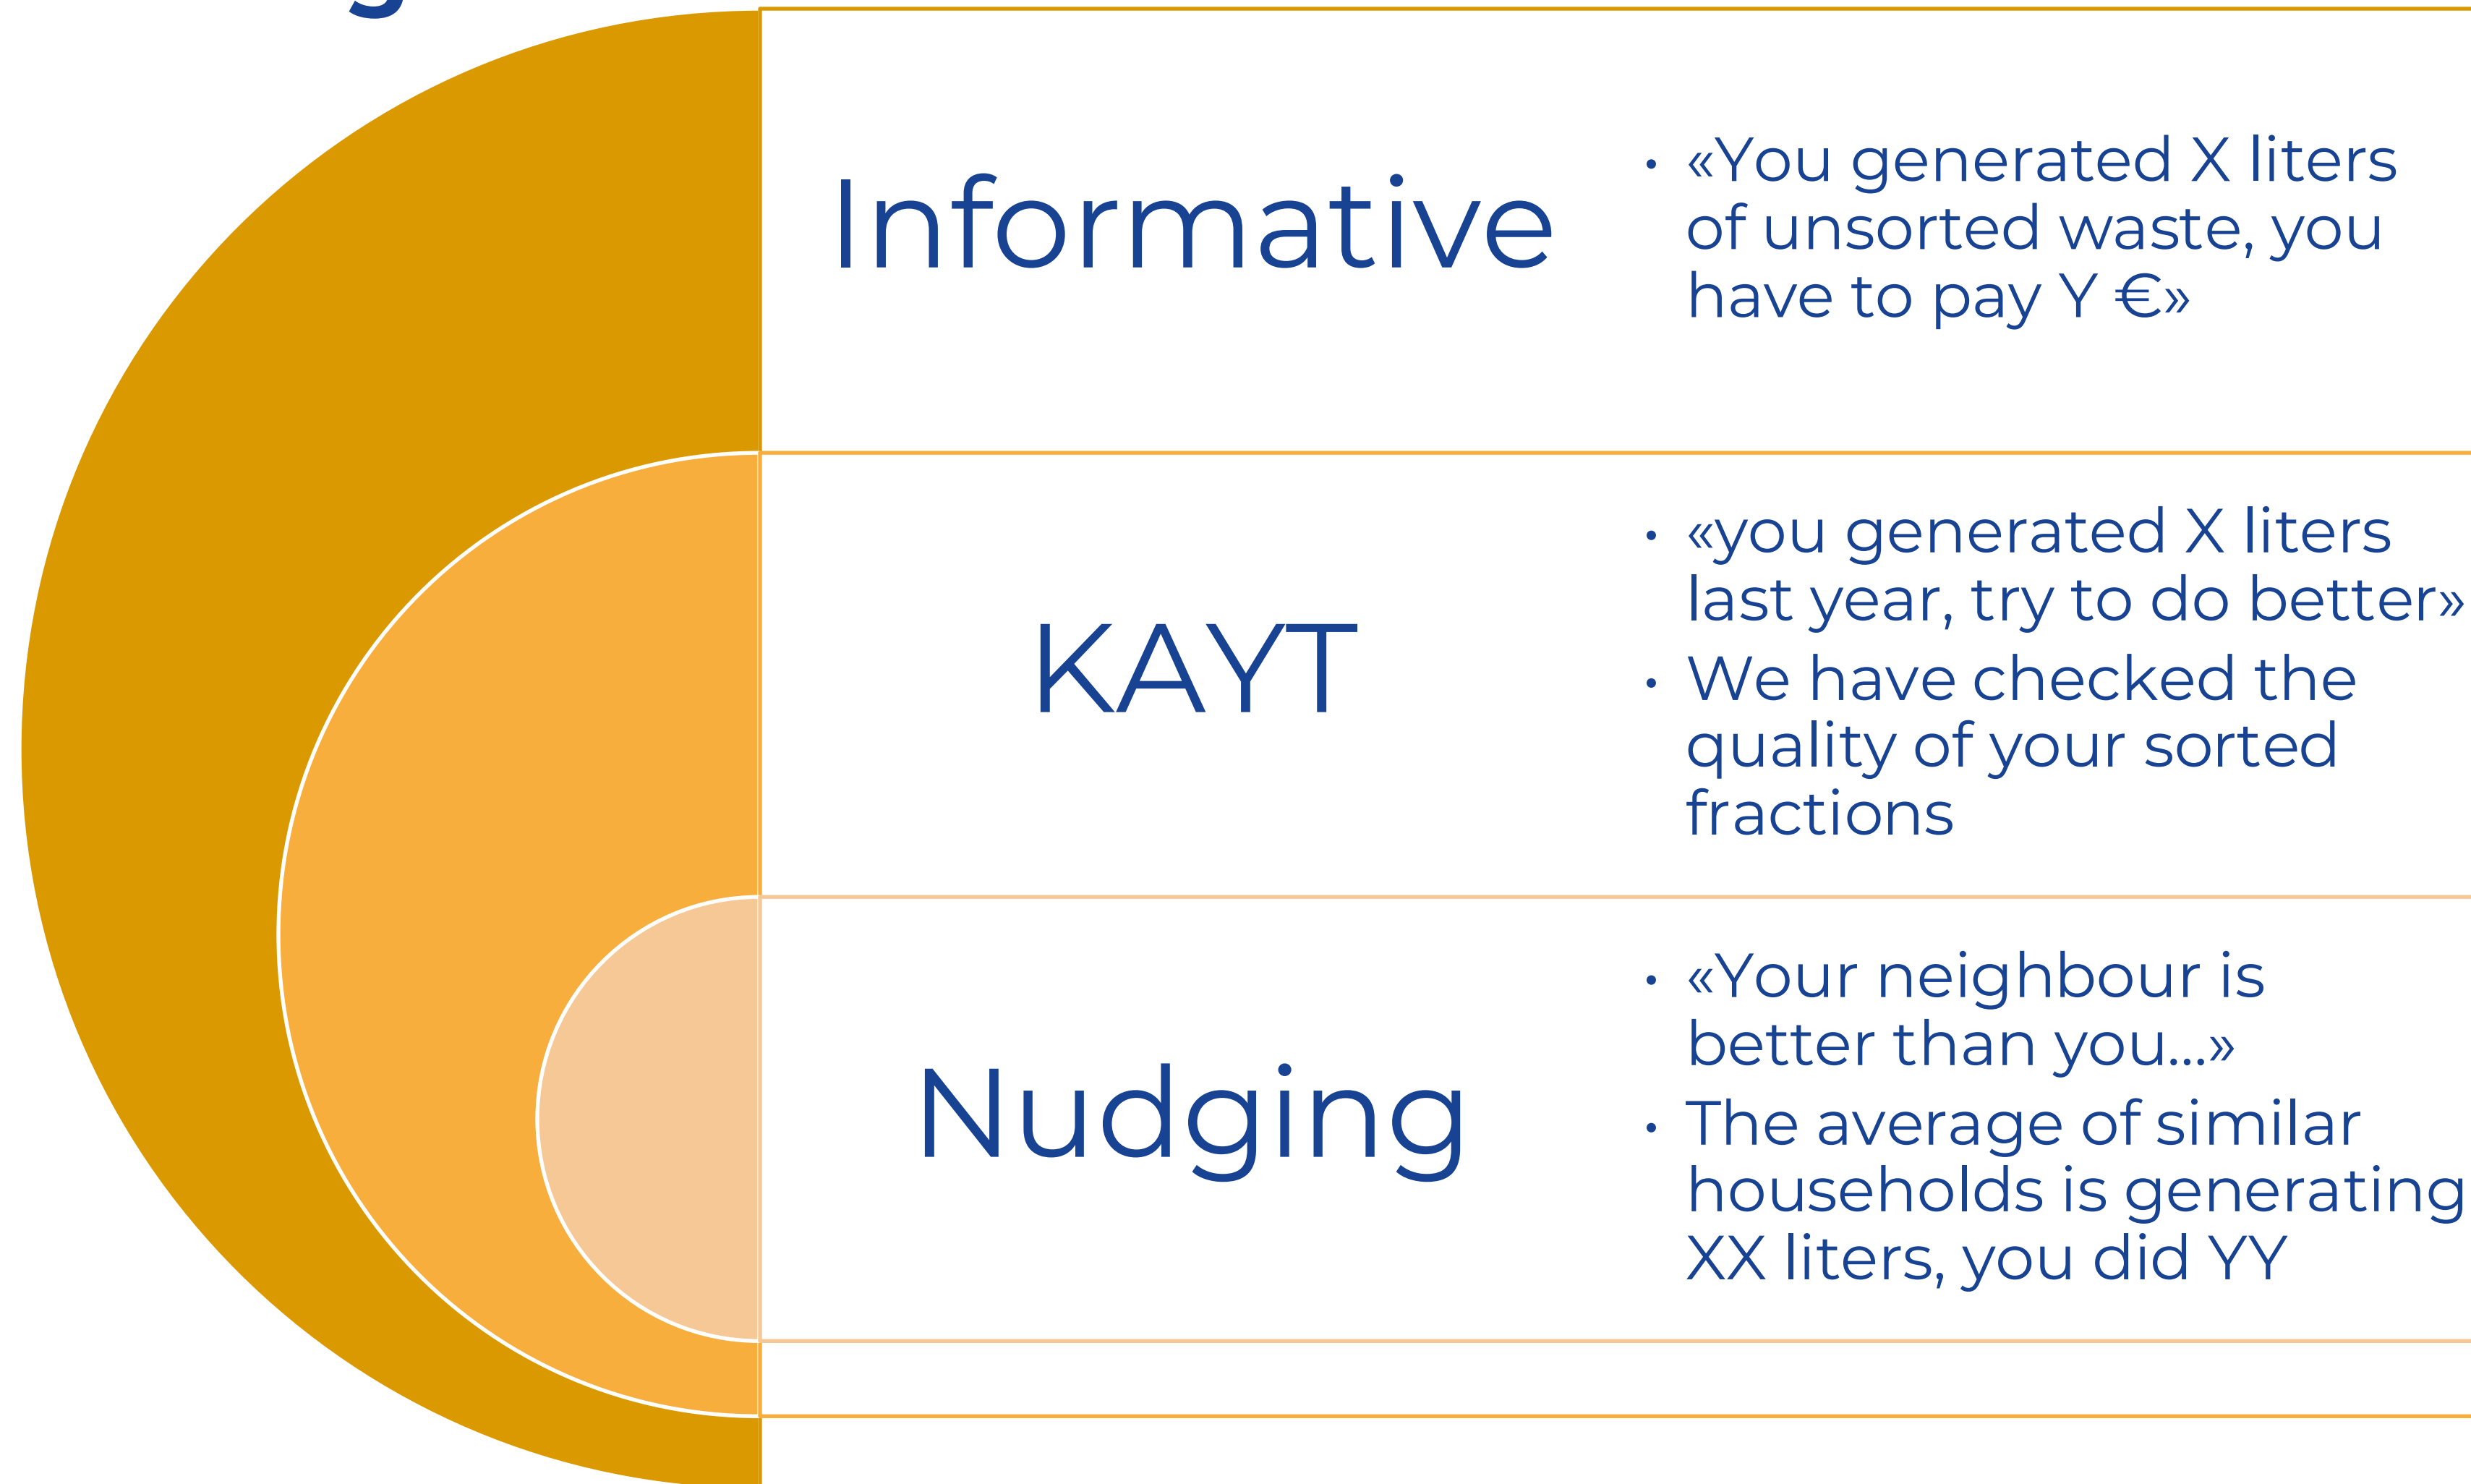 Informative
• «You generated X liters
of unsorted waste, you
have to pay Y €»
KAYT
• «you generated X liters
last year, try to do better»
• We have checked the
quality of your sorted
fractions
Nudging
• «Your neighbour is
better than you...»
• The average of similar
households is generating
XX liters, you did YY